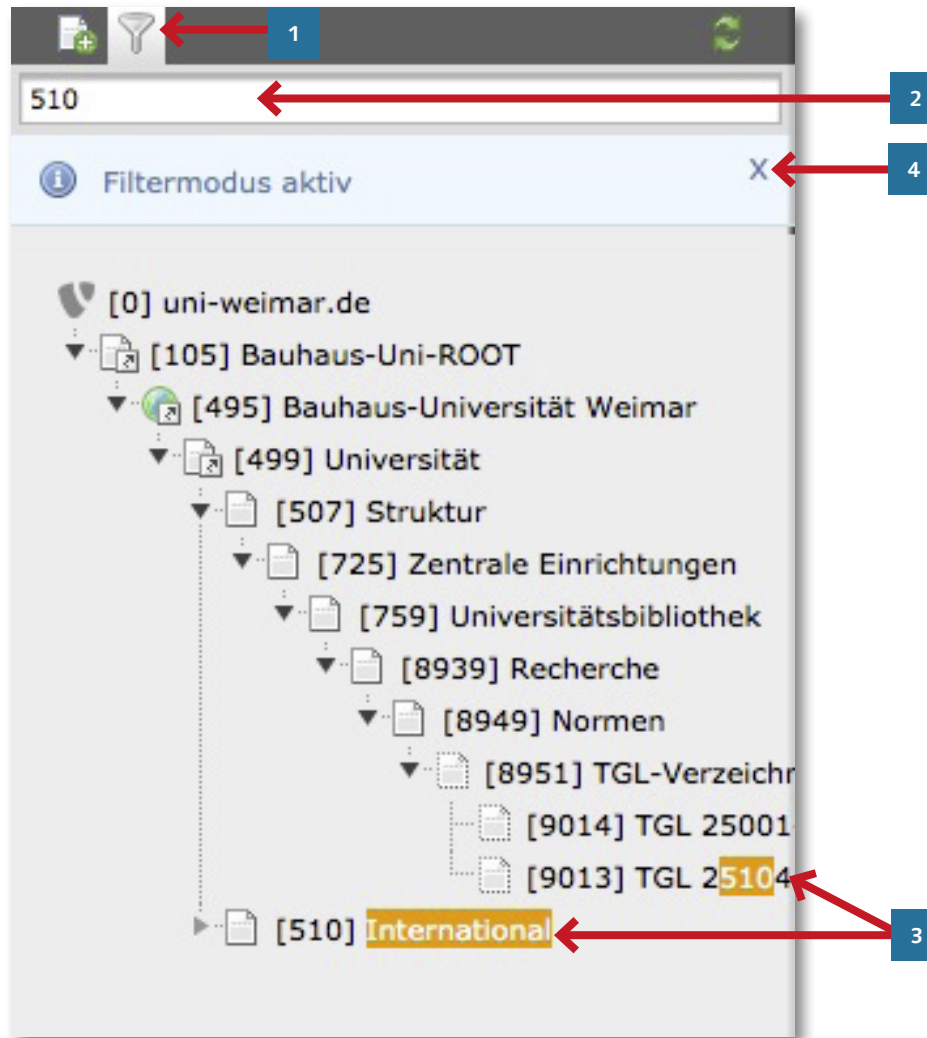 1
510
2
Filtermodus aktiv
X
4
[0] uni-weimar.de
[105] Bauhaus-Uni-ROOT
[495] Bauhaus-Universität Weimar
[499] Universität
[507] Struktur
[725] Zentrale Einrichtungen
[759] Universitätsbibliothek
[8939] Recherche
[8949] Normen
[8951] TGL-Verzeichn
[9014] TGL 25001-
[9013] TGL 25104
[510] International
3